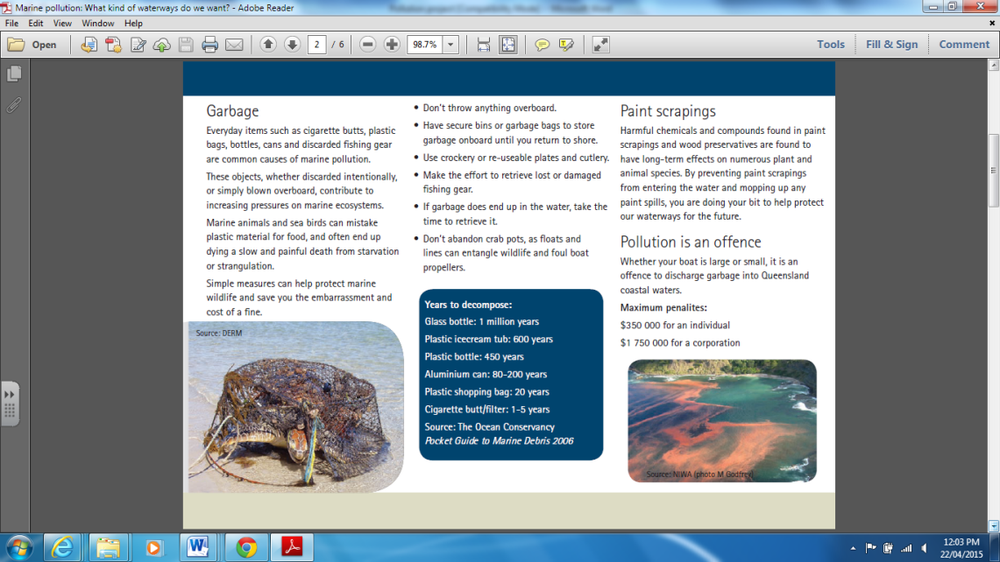 Marine pollution: What kind of waterways do we want? - Adobe Reader
File Edit View Window Help
Open
2 / 6
98.7%
Tools
Fill & Sign
Comment
Garbage
Everyday items such as cigarette butts, plastic
bags, bottles, cans and discarded fishing gear
are common causes of marine pollution.
These objects, whether discarded intentionally,
or simply blown overboard, contribute to
increasing pressures on marine ecosystems.
Marine animals and sea birds can mistake
plastic material for food, and often end up
dying a slow and painful death from starvation
or strangulation.
Simple measures can help protect marine
wildlife and save you the embarrassment and
cost of a fine.
Source: DERM
• Don't throw anything overboard.
• Have secure bins or garbage bags to store
garbage onboard until you return to shore.
• Use crockery or re-useable plates and cutlery.
• Make the effort to retrieve lost or damaged
fishing gear.
• If garbage does end up in the water, take the
time to retrieve it.
• Don't abandon crab pots, as floats and
lines can entangle wildlife and foul boat
propellers.
Years to decompose:
Glass bottle: 1 million years
Plastic icecream tub: 600 years
Plastic bottle: 450 years
Aluminium can: 80-200 years
Plastic shopping bag: 20 years
Cigarette butt/filter: 1-5 years
Source: The Ocean Conservancy
Pocket Guide to Marine Debris 2006
Paint scrapings
Harmful chemicals and compounds found in paint
scrapings and wood preservatives are found to
have long-term effects on numerous plant and
animal species. By preventing paint scrapings
from entering the water and mopping up any
paint spills, you are doing your bit to help protect
our waterways for the future.
Pollution is an offence
Whether your boat is large or small, it is an
offence to discharge garbage into Queensland
coastal waters.
Maximum penalites:
$350 000 for an individual
$1 750 000 for a corporation
Source: NIWA (photo M Godfrey)
12:03 PM
22/04/2015